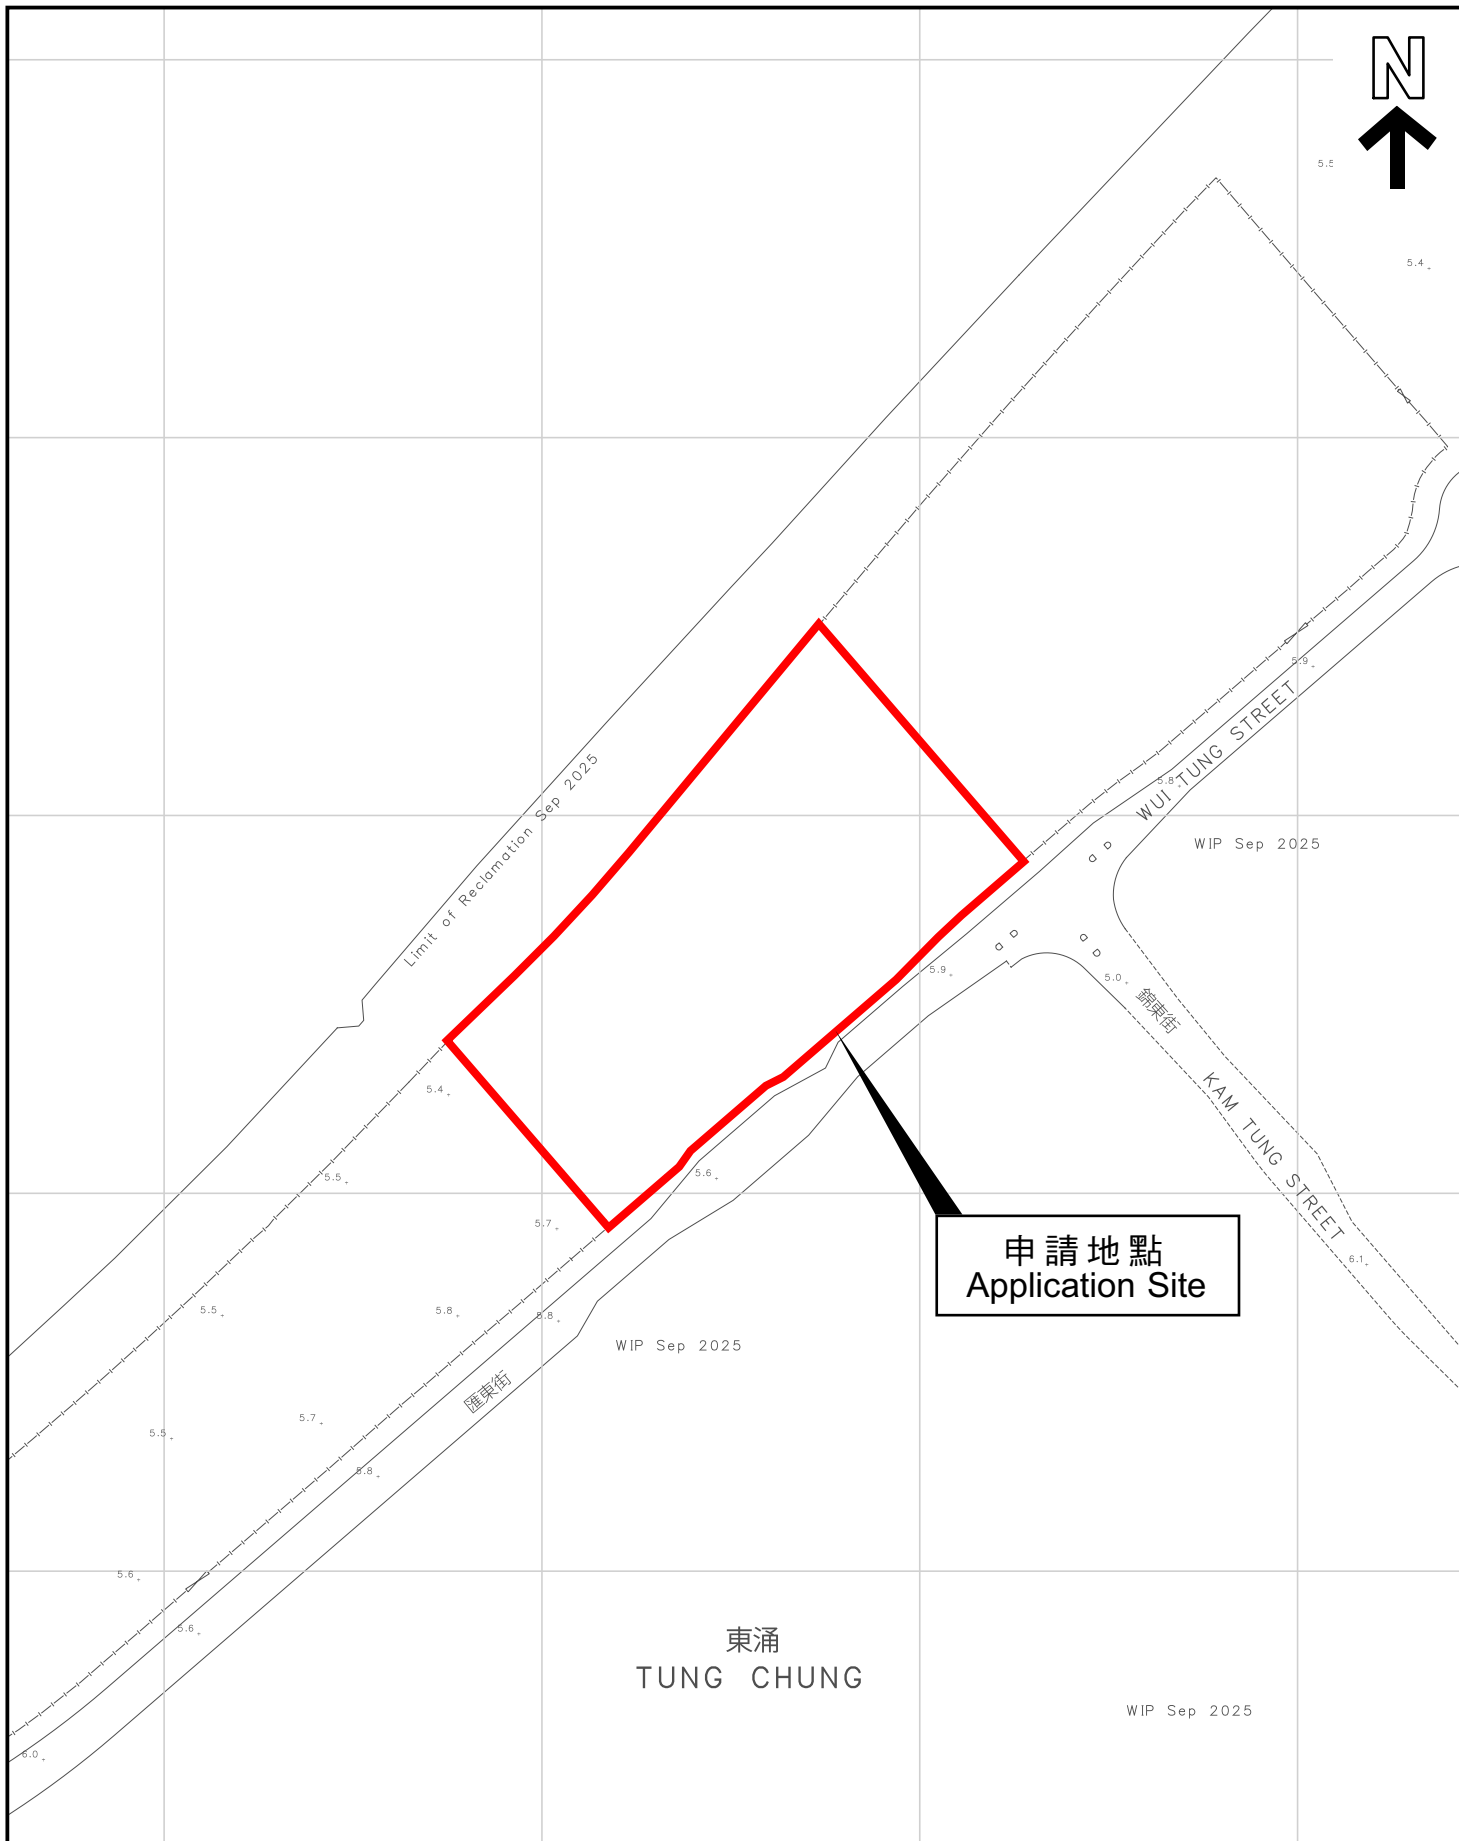 N
5.5
5.4
5.9
WUI TUNG STREET
5.8
WIP Sep 2025
Limit of Reclamation Sep 2025
5.9
5.0
錦東街
KAM TUNG STREET
5.4
5.5
5.6
5.7
申請地點
Application Site
6.1
5.5
5.8
5.8
WIP Sep 2025
匯東街
5.7
5.5
5.8
5.6
5.6
東涌
TUNG CHUNG
WIP Sep 2025
6.0